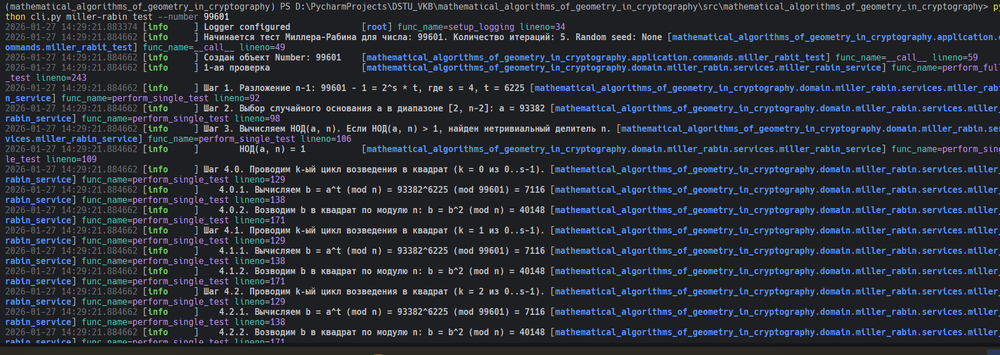 (mathematical_algorithms_of_geometry_in_cryptography) PS D:\PycharmProjects\DSTU_VKB\mathematical_algorithms_of_geometry_in_cryptography\src\mathematical_algorithms_of_geometry_in_cryptography> py
thon cli.py miller-rabin test --number 99601
2026-01-27 14:29:21.883374 [info     ] Logger configured              [root] func_name=setup_logging lineno=34
2026-01-27 14:29:21.884662 [info     ] Начинается тест Миллера-Рабина для числа: 99601. Количество итераций: 5. Random seed: None [mathematical_algorithms_of_geometry_in_cryptography.application.c
ommands.miller_rabit_test] func_name=__call__ lineno=49
2026-01-27 14:29:21.884662 [info     ] Создан объект Number: 99601    [mathematical_algorithms_of_geometry_in_cryptography.application.commands.miller_rabit_test] func_name=__call__ lineno=59
2026-01-27 14:29:21.884662 [info     ] 1-ая проверка                  [mathematical_algorithms_of_geometry_in_cryptography.domain.miller_rabin.services.miller_rabin_service] func_name=perform_full
_test lineno=243
2026-01-27 14:29:21.884662 [info     ] Шаг 1. Разложение n-1: 99601 - 1 = 2^s * t, где s = 4, t = 6225 [mathematical_algorithms_of_geometry_in_cryptography.domain.miller_rabin.services.miller_rabi
n_service] func_name=perform_single_test lineno=92
2026-01-27 14:29:21.884662 [info     ] Шаг 2. Выбор случайного основания a в диапазоне [2, n-2]: a = 93382 [mathematical_algorithms_of_geometry_in_cryptography.domain.miller_rabin.services.miller_
rabin_service] func_name=perform_single_test lineno=98
2026-01-27 14:29:21.884662 [info     ] Шаг 3. Вычисляем НОД(a, n). Если НОД(a, n) > 1, найден нетривиальный делитель n. [mathematical_algorithms_of_geometry_in_cryptography.domain.miller_rabin.ser
vices.miller_rabin_service] func_name=perform_single_test lineno=106
2026-01-27 14:29:21.884662 [info     ]        НОД(a, n) = 1           [mathematical_algorithms_of_geometry_in_cryptography.domain.miller_rabin.services.miller_rabin_service] func_name=perform_sing
le_test lineno=109
2026-01-27 14:29:21.884662 [info     ] Шаг 4.0. Проводим k-ый цикл возведения в квадрат (k = 0 из 0..s-1). [mathematical_algorithms_of_geometry_in_cryptography.domain.miller_rabin.services.miller_
rabin_service] func_name=perform_single_test lineno=129
2026-01-27 14:29:21.884662 [info     ]    4.0.1. Вычисляем b = a^t (mod n) = 93382^6225 (mod 99601) = 7116 [mathematical_algorithms_of_geometry_in_cryptography.domain.miller_rabin.services.miller_
rabin_service] func_name=perform_single_test lineno=138
2026-01-27 14:29:21.884662 [info     ]    4.0.2. Возводим b в квадрат по модулю n: b = b^2 (mod n) = 40148 [mathematical_algorithms_of_geometry_in_cryptography.domain.miller_rabin.services.miller_
rabin_service] func_name=perform_single_test lineno=171
2026-01-27 14:29:21.884662 [info     ] Шаг 4.1. Проводим k-ый цикл возведения в квадрат (k = 1 из 0..s-1). [mathematical_algorithms_of_geometry_in_cryptography.domain.miller_rabin.services.miller_
rabin_service] func_name=perform_single_test lineno=129
2026-01-27 14:29:21.884662 [info     ]    4.1.1. Вычисляем b = a^t (mod n) = 93382^6225 (mod 99601) = 7116 [mathematical_algorithms_of_geometry_in_cryptography.domain.miller_rabin.services.miller_
rabin_service] func_name=perform_single_test lineno=138
2026-01-27 14:29:21.884662 [info     ]    4.1.2. Возводим b в квадрат по модулю n: b = b^2 (mod n) = 40148 [mathematical_algorithms_of_geometry_in_cryptography.domain.miller_rabin.services.miller_
rabin_service] func_name=perform_single_test lineno=171
2026-01-27 14:29:21.884662 [info     ] Шаг 4.2. Проводим k-ый цикл возведения в квадрат (k = 2 из 0..s-1). [mathematical_algorithms_of_geometry_in_cryptography.domain.miller_rabin.services.miller_
rabin_service] func_name=perform_single_test lineno=129
2026-01-27 14:29:21.884662 [info     ]    4.2.1. Вычисляем b = a^t (mod n) = 93382^6225 (mod 99601) = 7116 [mathematical_algorithms_of_geometry_in_cryptography.domain.miller_rabin.services.miller_
rabin_service] func_name=perform_single_test lineno=138
2026-01-27 14:29:21.884662 [info     ]    4.2.2. Возводим b в квадрат по модулю n: b = b^2 (mod n) = 40148 [mathematical_algorithms_of_geometry_in_cryptography.domain.miller_rabin.services.miller_
rabin_service] func_name=perform_single_test lineno=171